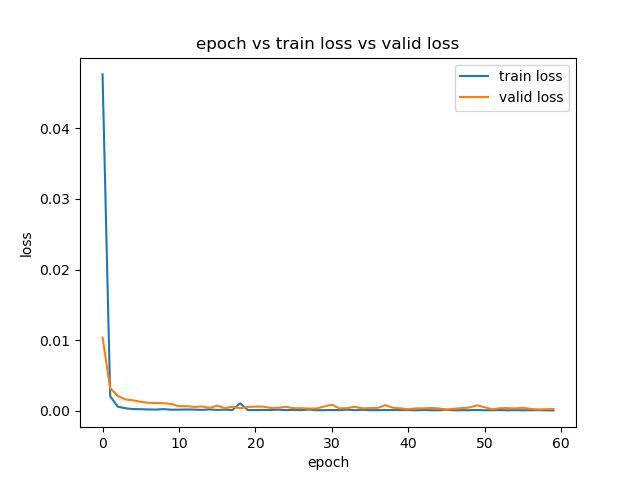 epoch vs train loss vs valid loss
train loss
valid loss
0.04
0.03
0.02
0.01
0.00
loss
0 10 20 30 40 50 60
epoch